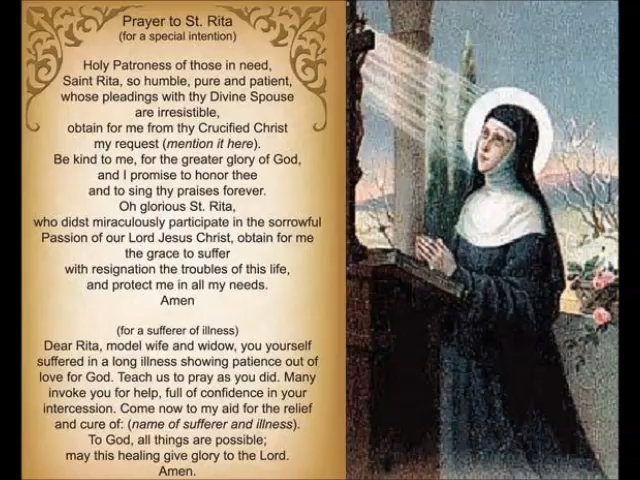 Prayer to St. Rita
(for a special intention)
Holy Patroness of those in need,
Saint Rita, so humble, pure and patient,
whose pleadings with thy Divine Spouse
are irresistible,
obtain for me from thy Crucified Christ
my request (mention it here).
Be kind to me, for the greater glory of God,
and I promise to honor thee
and to sing thy praises forever.
Oh glorious St. Rita,
who didst miraculously participate in the sorrowful
Passion of our Lord Jesus Christ, obtain for me
the grace to suffer
with resignation the troubles of this life,
and protect me in all my needs.
Amen
(for a sufferer of illness)
Dear Rita, model wife and widow, you yourself
suffered in a long illness showing patience out of
love for God. Teach us to pray as you did. Many
invoke you for help, full of confidence in your
intercession. Come now to my aid for the relief
and cure of: (name of sufferer and illness).
To God, all things are possible;
may this healing give glory to the Lord.
Amen.